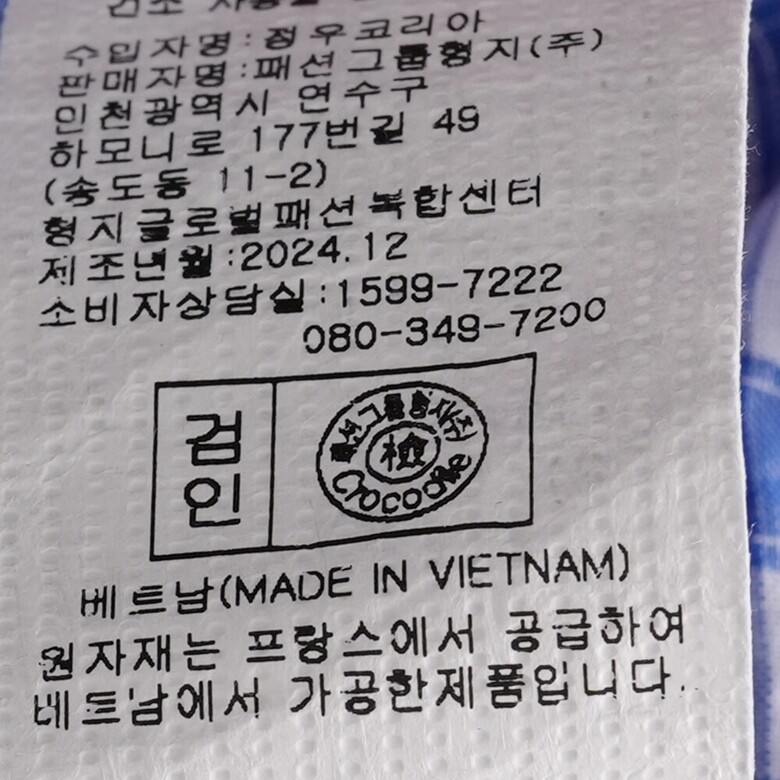 건조
수입자명:정우코리아
판매자명:패션그룹형지(주)
인천광역시 연수구
하모니로 177번길 49
(송도동 11-2)
형지글로벌패션복합센터
제조년월:2024.12
소비자상담실:1599-7222
080-349-7200
검인
패션그룹형지(주)
檢
Crocodile
베트남(MADE IN VIETNAM)
원자재는 프랑스에서 공급하여
베트남에서 가공한제품입니다.